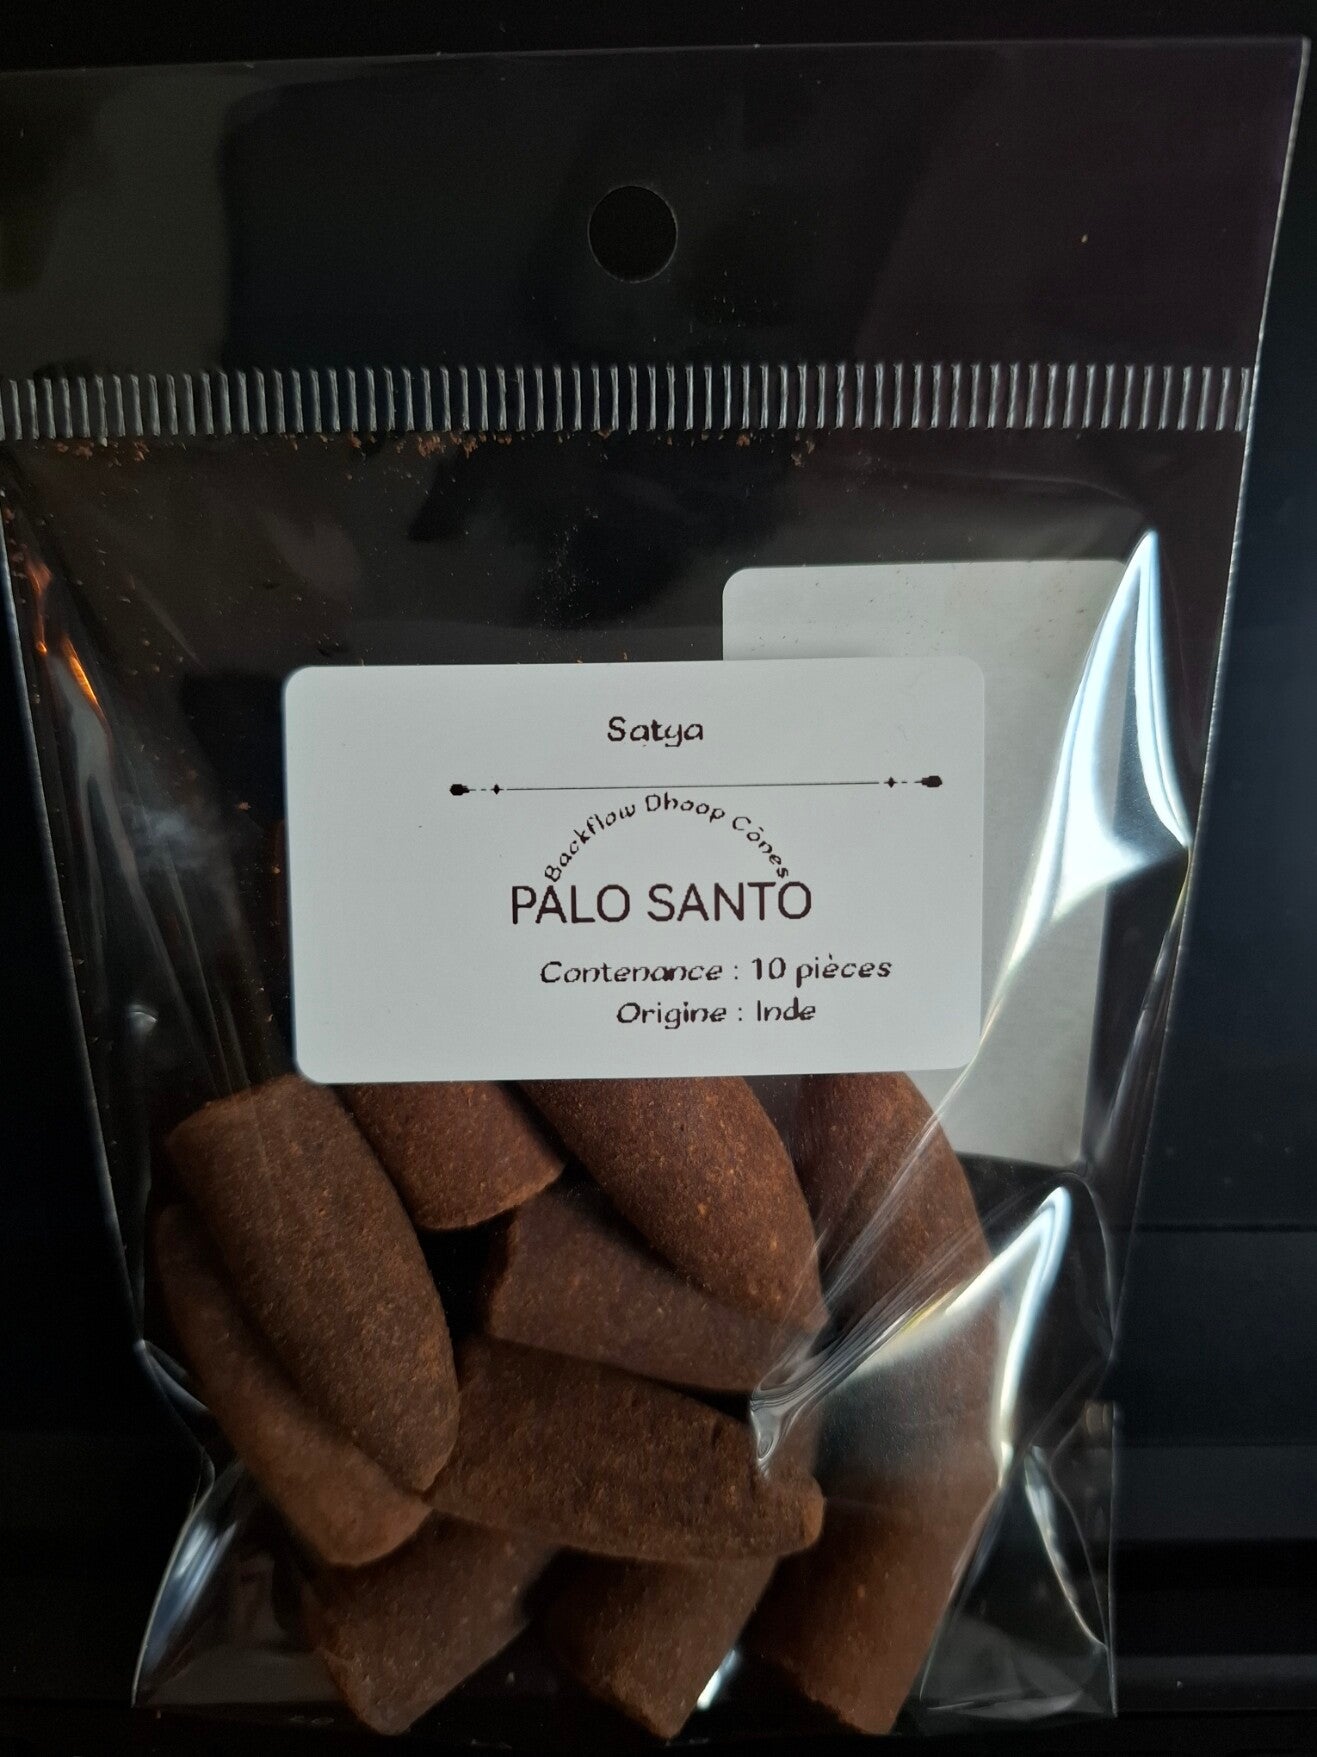 Satya
Backflow Dhoop Cônes
PALO SANTO
Contenance : 10 pièces
Origine : Inde